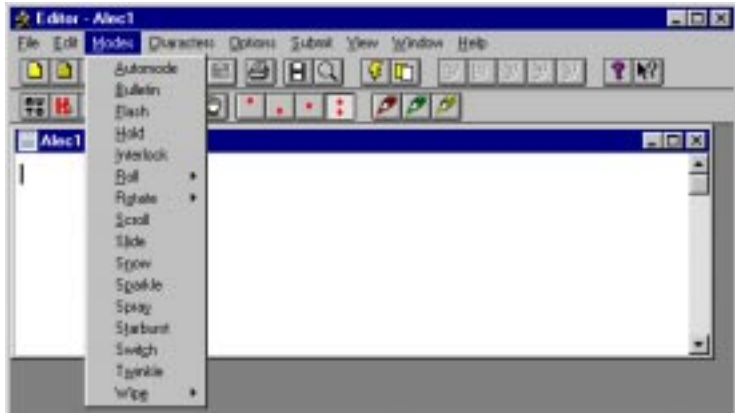 Editor - Alec1
File Edit Modes Characters Options Submit View Window Help
Automode
Bulletin
Flash
Hold
Interlock
Roll
Rotate
Scroll
Slide
Snow
Sparkle
Spray
Starburst
Switch
Twinkle
Wipe
Alec1